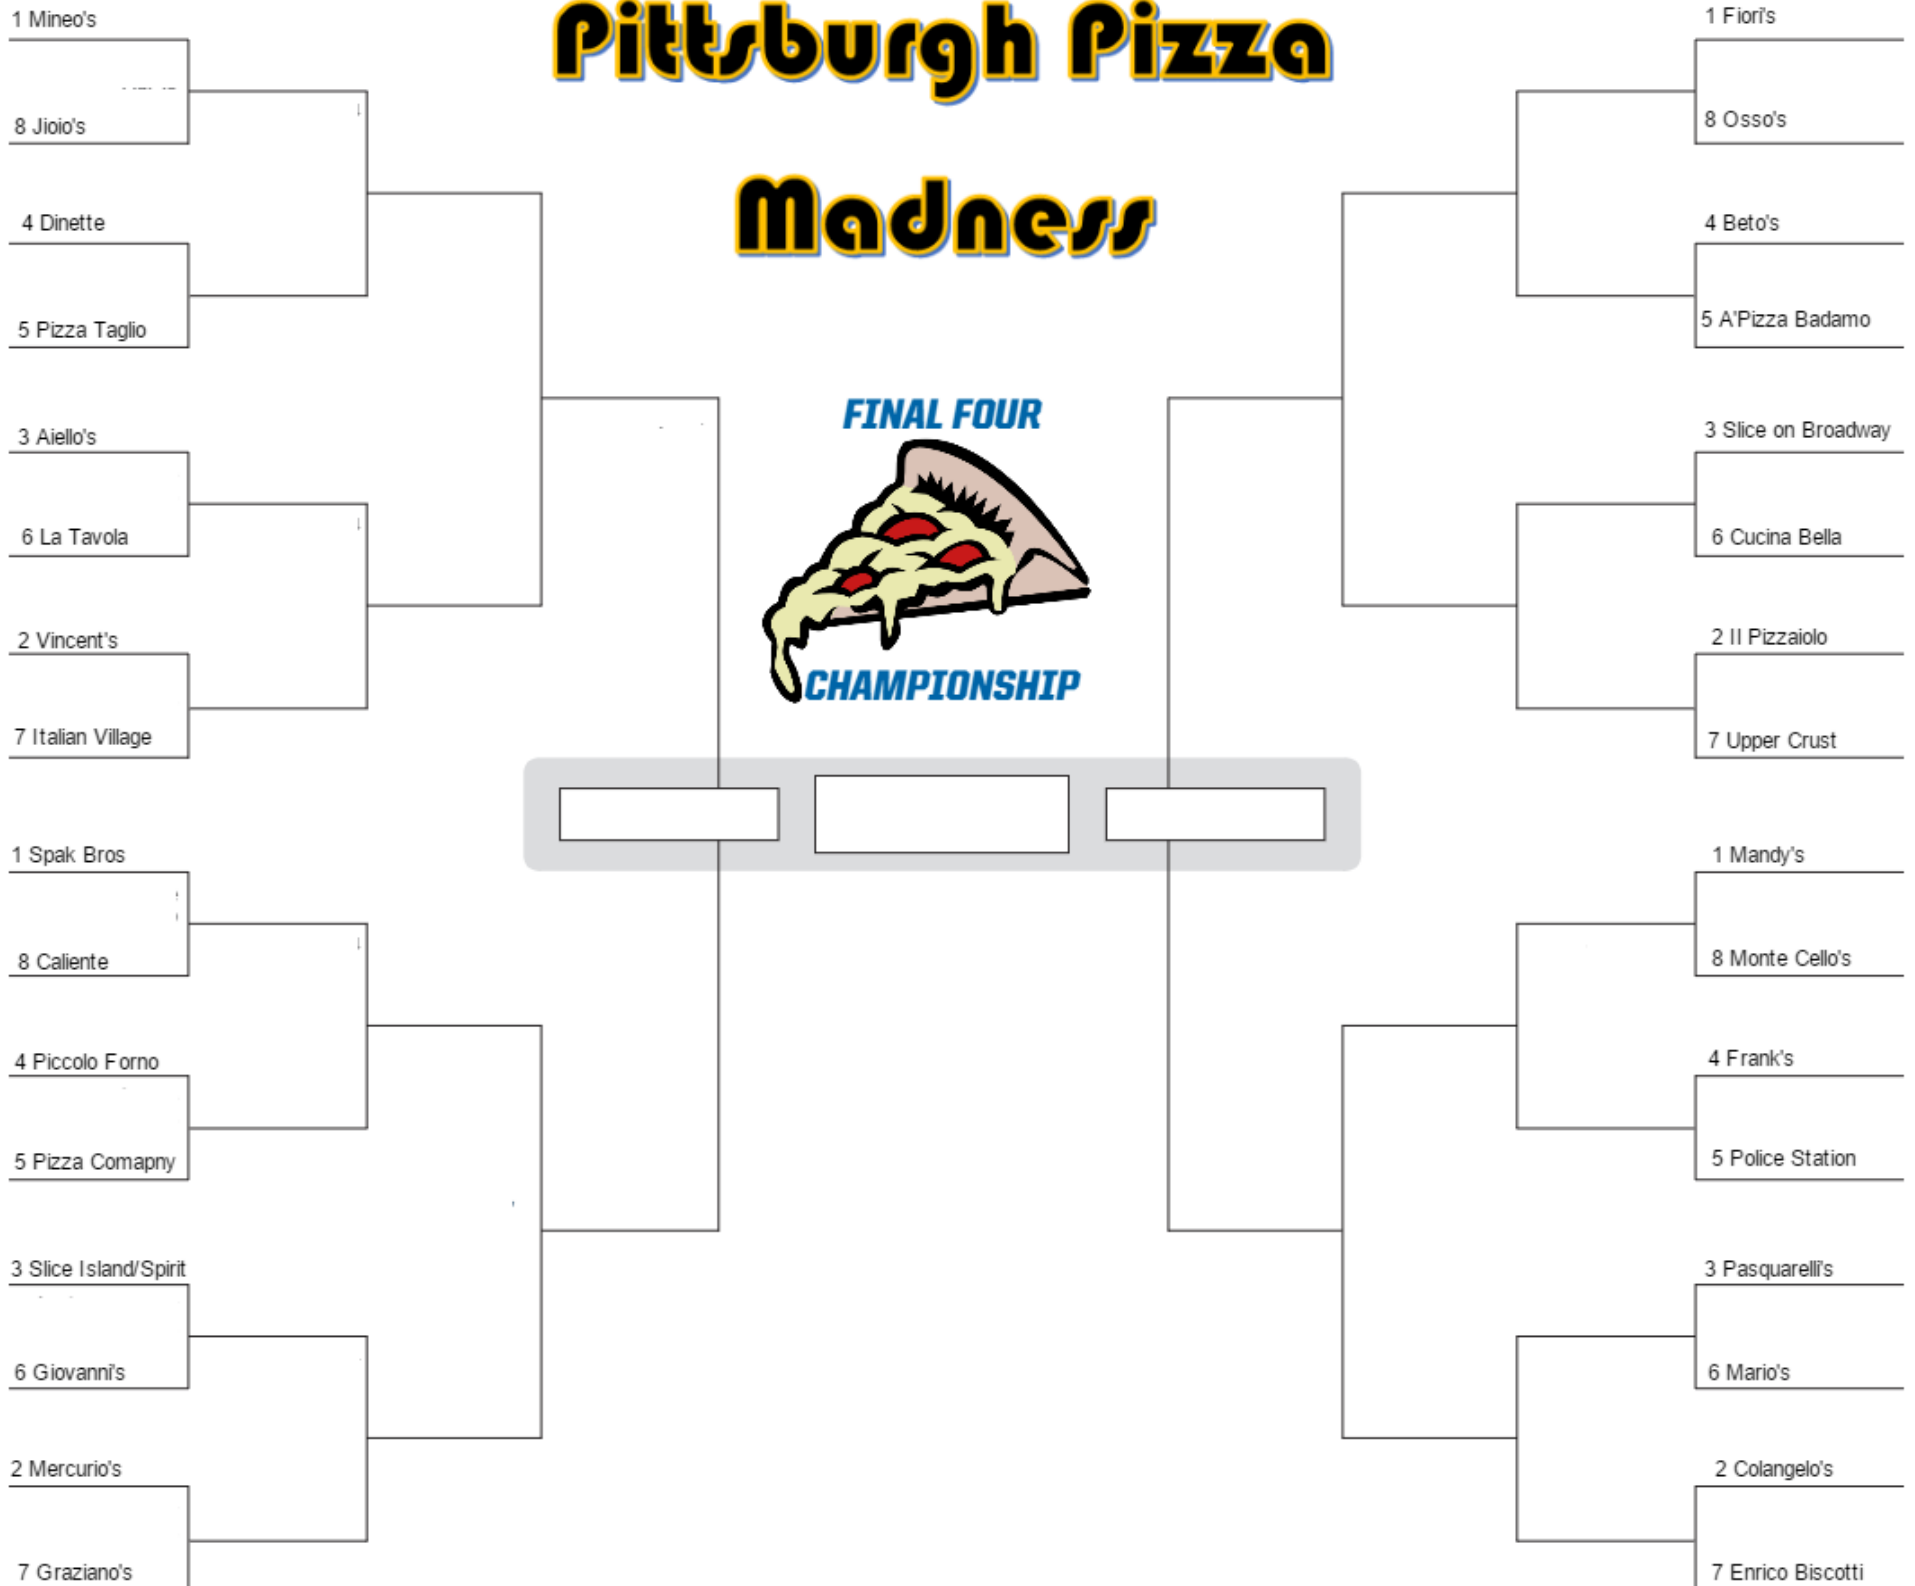 Pittsburgh Pizza
Madness
1 Mineo's
8 Jioio's
4 Dinette
5 Pizza Taglio
3 Aiello's
6 La Tavola
2 Vincent's
7 Italian Village
1 Spak Bros
8 Caliente
4 Piccolo Forno
5 Pizza Comapny
3 Slice Island/Spirit
6 Giovanni's
2 Mercurio's
7 Graziano's
FINAL FOUR
CHAMPIONSHIP
1 Fiori's
8 Osso's
4 Beto's
5 A'Pizza Badamo
3 Slice on Broadway
6 Cucina Bella
2 Il Pizzaiolo
7 Upper Crust
1 Mandy's
8 Monte Cello's
4 Frank's
5 Police Station
3 Pasquarelli's
6 Mario's
2 Colangelo's
7 Enrico Biscotti